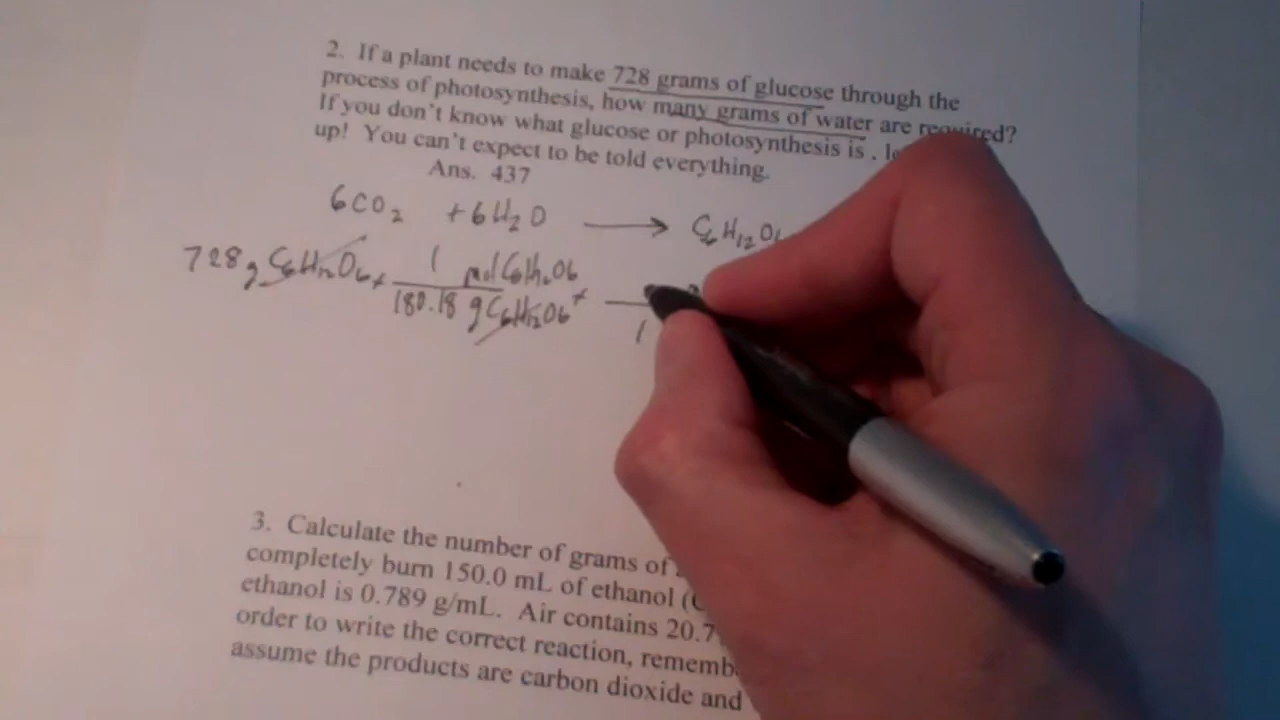 2. If a plant needs to make 728 grams of glucose through the
process of photosynthesis, how many grams of water are required?
If you don't know what glucose or photosynthesis is , lo
up! You can't expect to be told everything.
Ans. 437
6CO₂ + 6H₂O ⟶ C₆H₁₂O₆
728 g C₆H₁₂O₆ x 1 mol C₆H₁₂O₆
180.18 g C₆H₁₂O₆ x 1
3. Calculate the number of grams of
completely burn 150.0 mL of ethanol (C
ethanol is 0.789 g/mL. Air contains 20.7
order to write the correct reaction, rememb
assume the products are carbon dioxide and